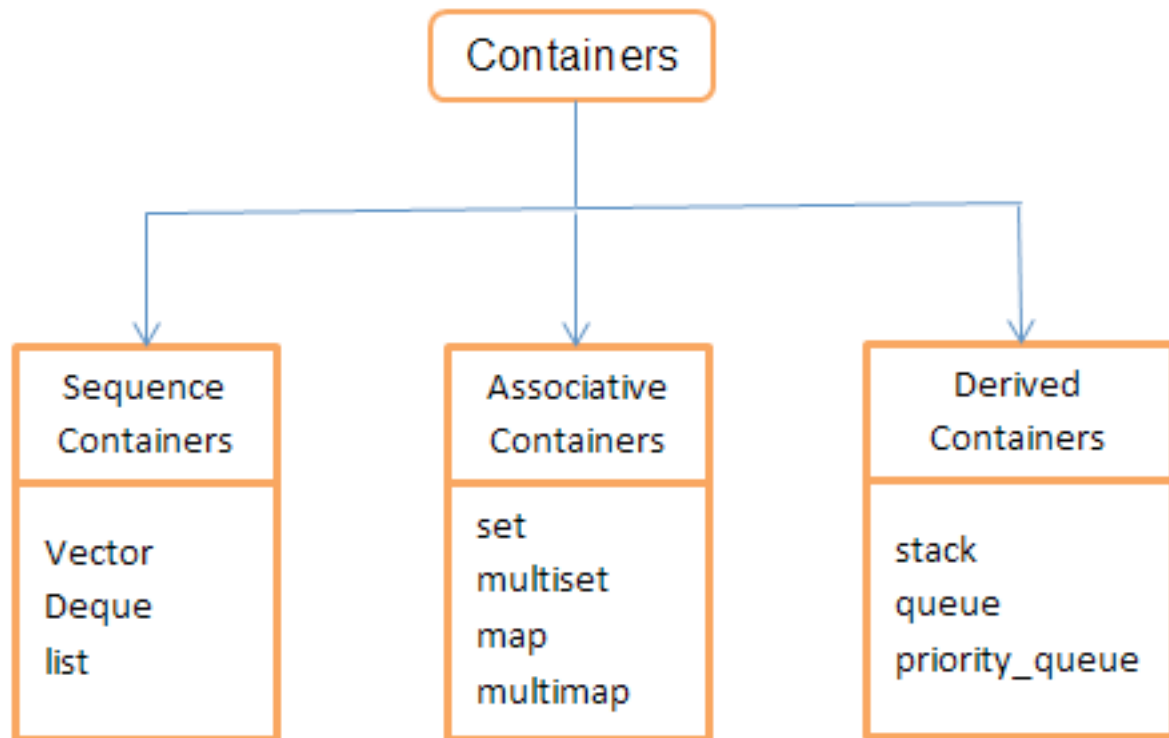 Containers
Sequence
Containers
Vector
Deque
list
Associative
Containers
set
multiset
map
multimap
Derived
Containers
stack
queue
priority_queue